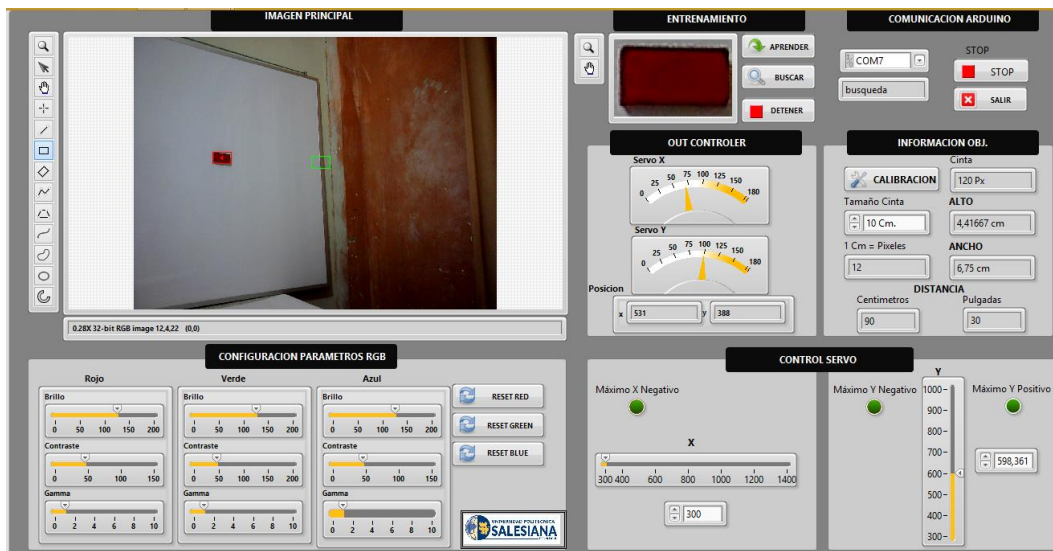 IMAGEN PRINCIPAL
0.28X 32-bit RGB image 12,4,22 (0,0)
ENTRENAMIENTO
APRENDER
BUSCAR
DETENER
COMUNICACION ARDUINO
COM7
busqueda
STOP
STOP
SALIR
OUT CONTROLER
Servo X
0 25 50 75 100 125 150 180
Servo Y
0 25 50 75 100 125 150 180
Posicion
x 531 y 388
INFORMACION OBJ.
CALIBRACION
Cinta
120 Px
Tamaño Cinta
10 Cm.
ALTO
4,41667 cm
1 Cm = Pixeles
12
ANCHO
6,75 cm
DISTANCIA
Centimetros
90
Pulgadas
30
CONFIGURACION PARAMETROS RGB
Rojo
Brillo
0 50 100 150 200
Contraste
0 50 100 150
Gamma
0 2 4 6 8 10
Verde
Brillo
0 50 100 150 200
Contraste
0 50 100 150
Gamma
0 2 4 6 8 10
Azul
Brillo
0 50 100 150 200
Contraste
0 50 100 150
Gamma
0 2 4 6 8 10
RESET RED
RESET GREEN
RESET BLUE
UNIVERSIDAD POLITECNICA
SALESIANA
CONTROL SERVO
Máximo X Negativo
X
300 400 600 800 1000 1200 1400
300
Máximo Y Negativo
Y
1000
900
800
700
600
500
400
300
Máximo Y Positivo
598,361